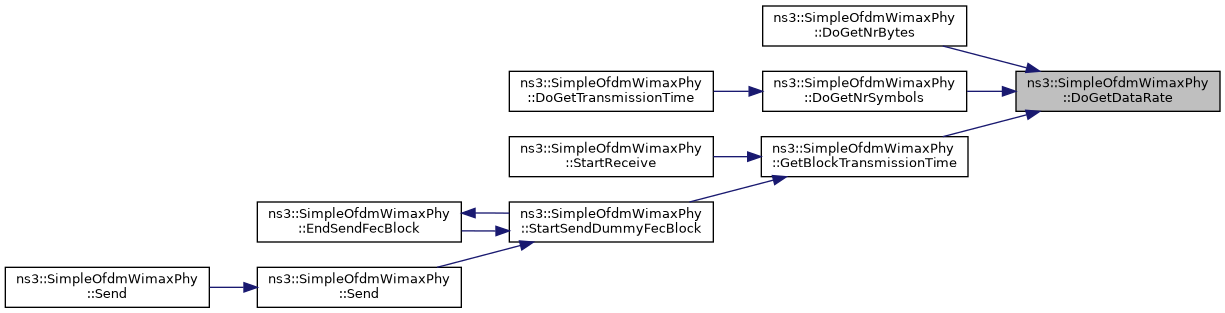 ns3::SimpleOfdmWimaxPhy
::DoGetNrBytes
ns3::SimpleOfdmWimaxPhy
::DoGetTransmissionTime
ns3::SimpleOfdmWimaxPhy
::DoGetNrSymbols
ns3::SimpleOfdmWimaxPhy
::DoGetDataRate
ns3::SimpleOfdmWimaxPhy
::StartReceive
ns3::SimpleOfdmWimaxPhy
::GetBlockTransmissionTime
ns3::SimpleOfdmWimaxPhy
::EndSendFecBlock
ns3::SimpleOfdmWimaxPhy
::StartSendDummyFecBlock
ns3::SimpleOfdmWimaxPhy
::Send
ns3::SimpleOfdmWimaxPhy
::Send